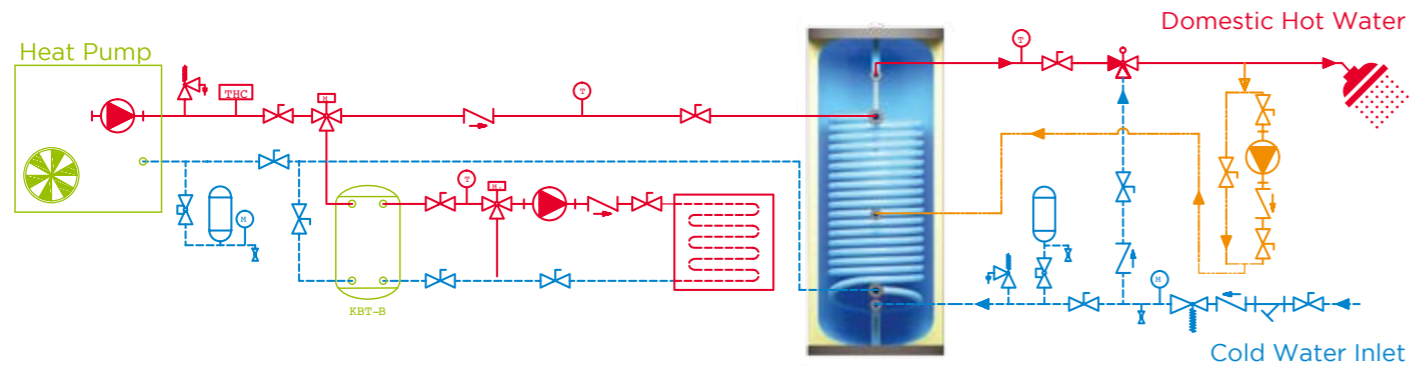 Domestic Hot Water
Heat Pump
T
THC
M
T
T
M
M
KBT-B
M
Cold Water Inlet